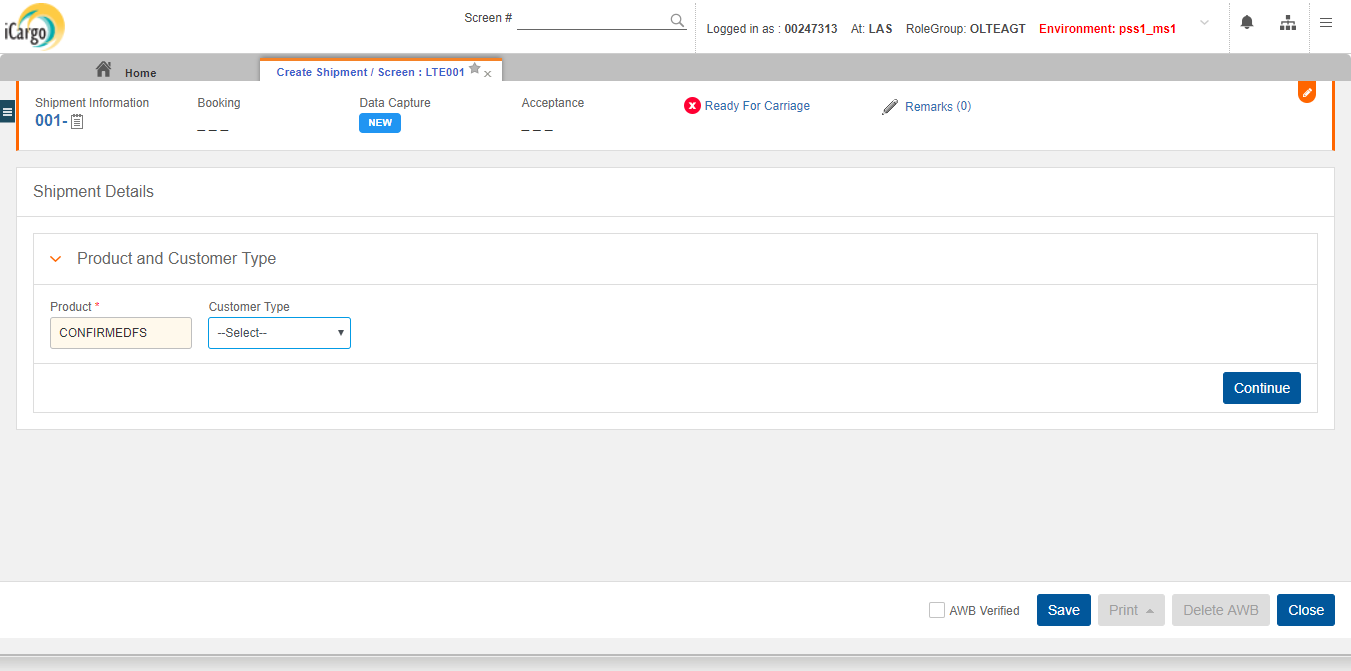 iCargo
Screen #
Logged in as : 00247313 At: LAS RoleGroup: OLTEAGT Environment: pss1_ms1
Home
Create Shipment / Screen : LTE001
Shipment Information
001-
Booking
_ _ _
Data Capture
NEW
Acceptance
_ _ _
Ready For Carriage
Remarks (0)
Shipment Details
Product and Customer Type
Product *
Customer Type
CONFIRMEDFS
--Select--
Continue
AWB Verified
Save
Print
Delete AWB
Close